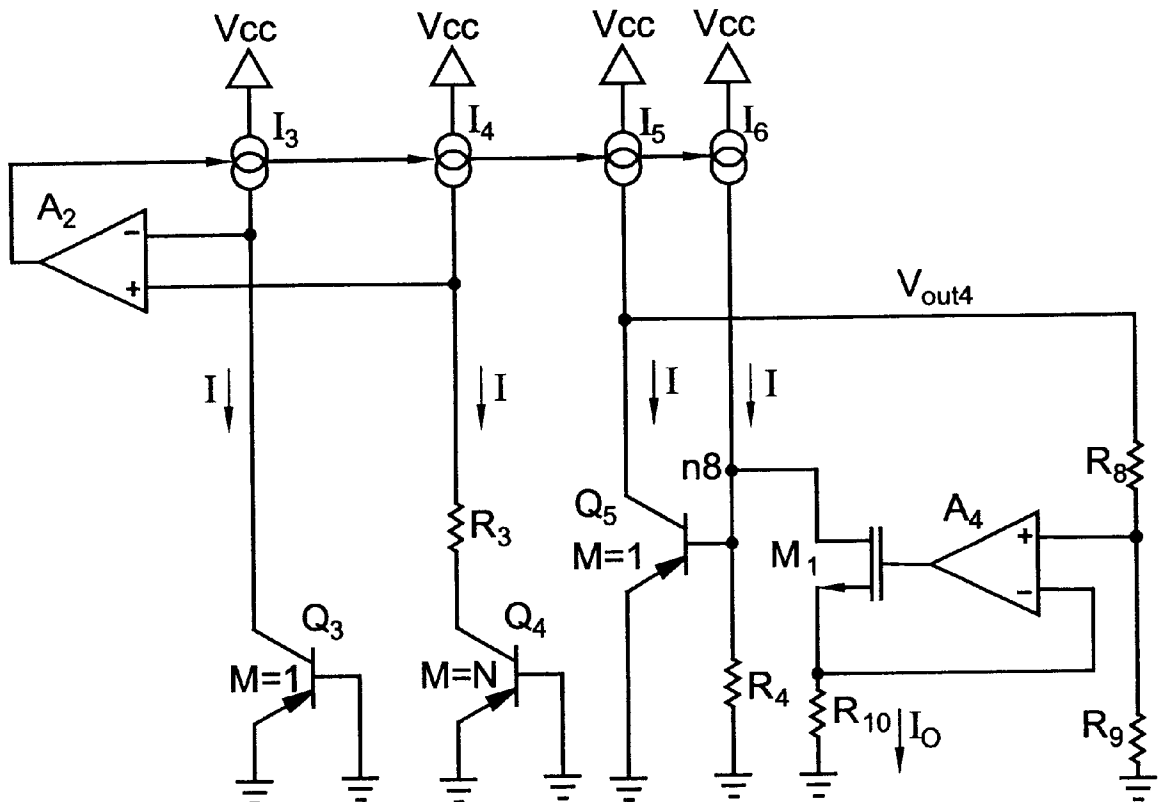 Vcc Vcc Vcc Vcc
I3 I4 I5 I6
A2
−
+
Vout4
I I I I
n8
R8
Q5
M=1
R3
M1
A4
+
−
Q3
M=1
Q4
M=N
R4
R10
IO
R9